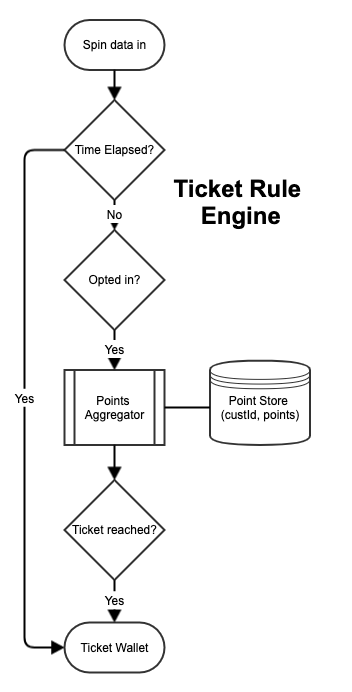 Spin data in
Time Elapsed?
Ticket Rule
Engine
No
Opted in?
Yes
Points
Aggregator
Point Store
(custId, points)
Yes
Ticket reached?
Yes
Ticket Wallet